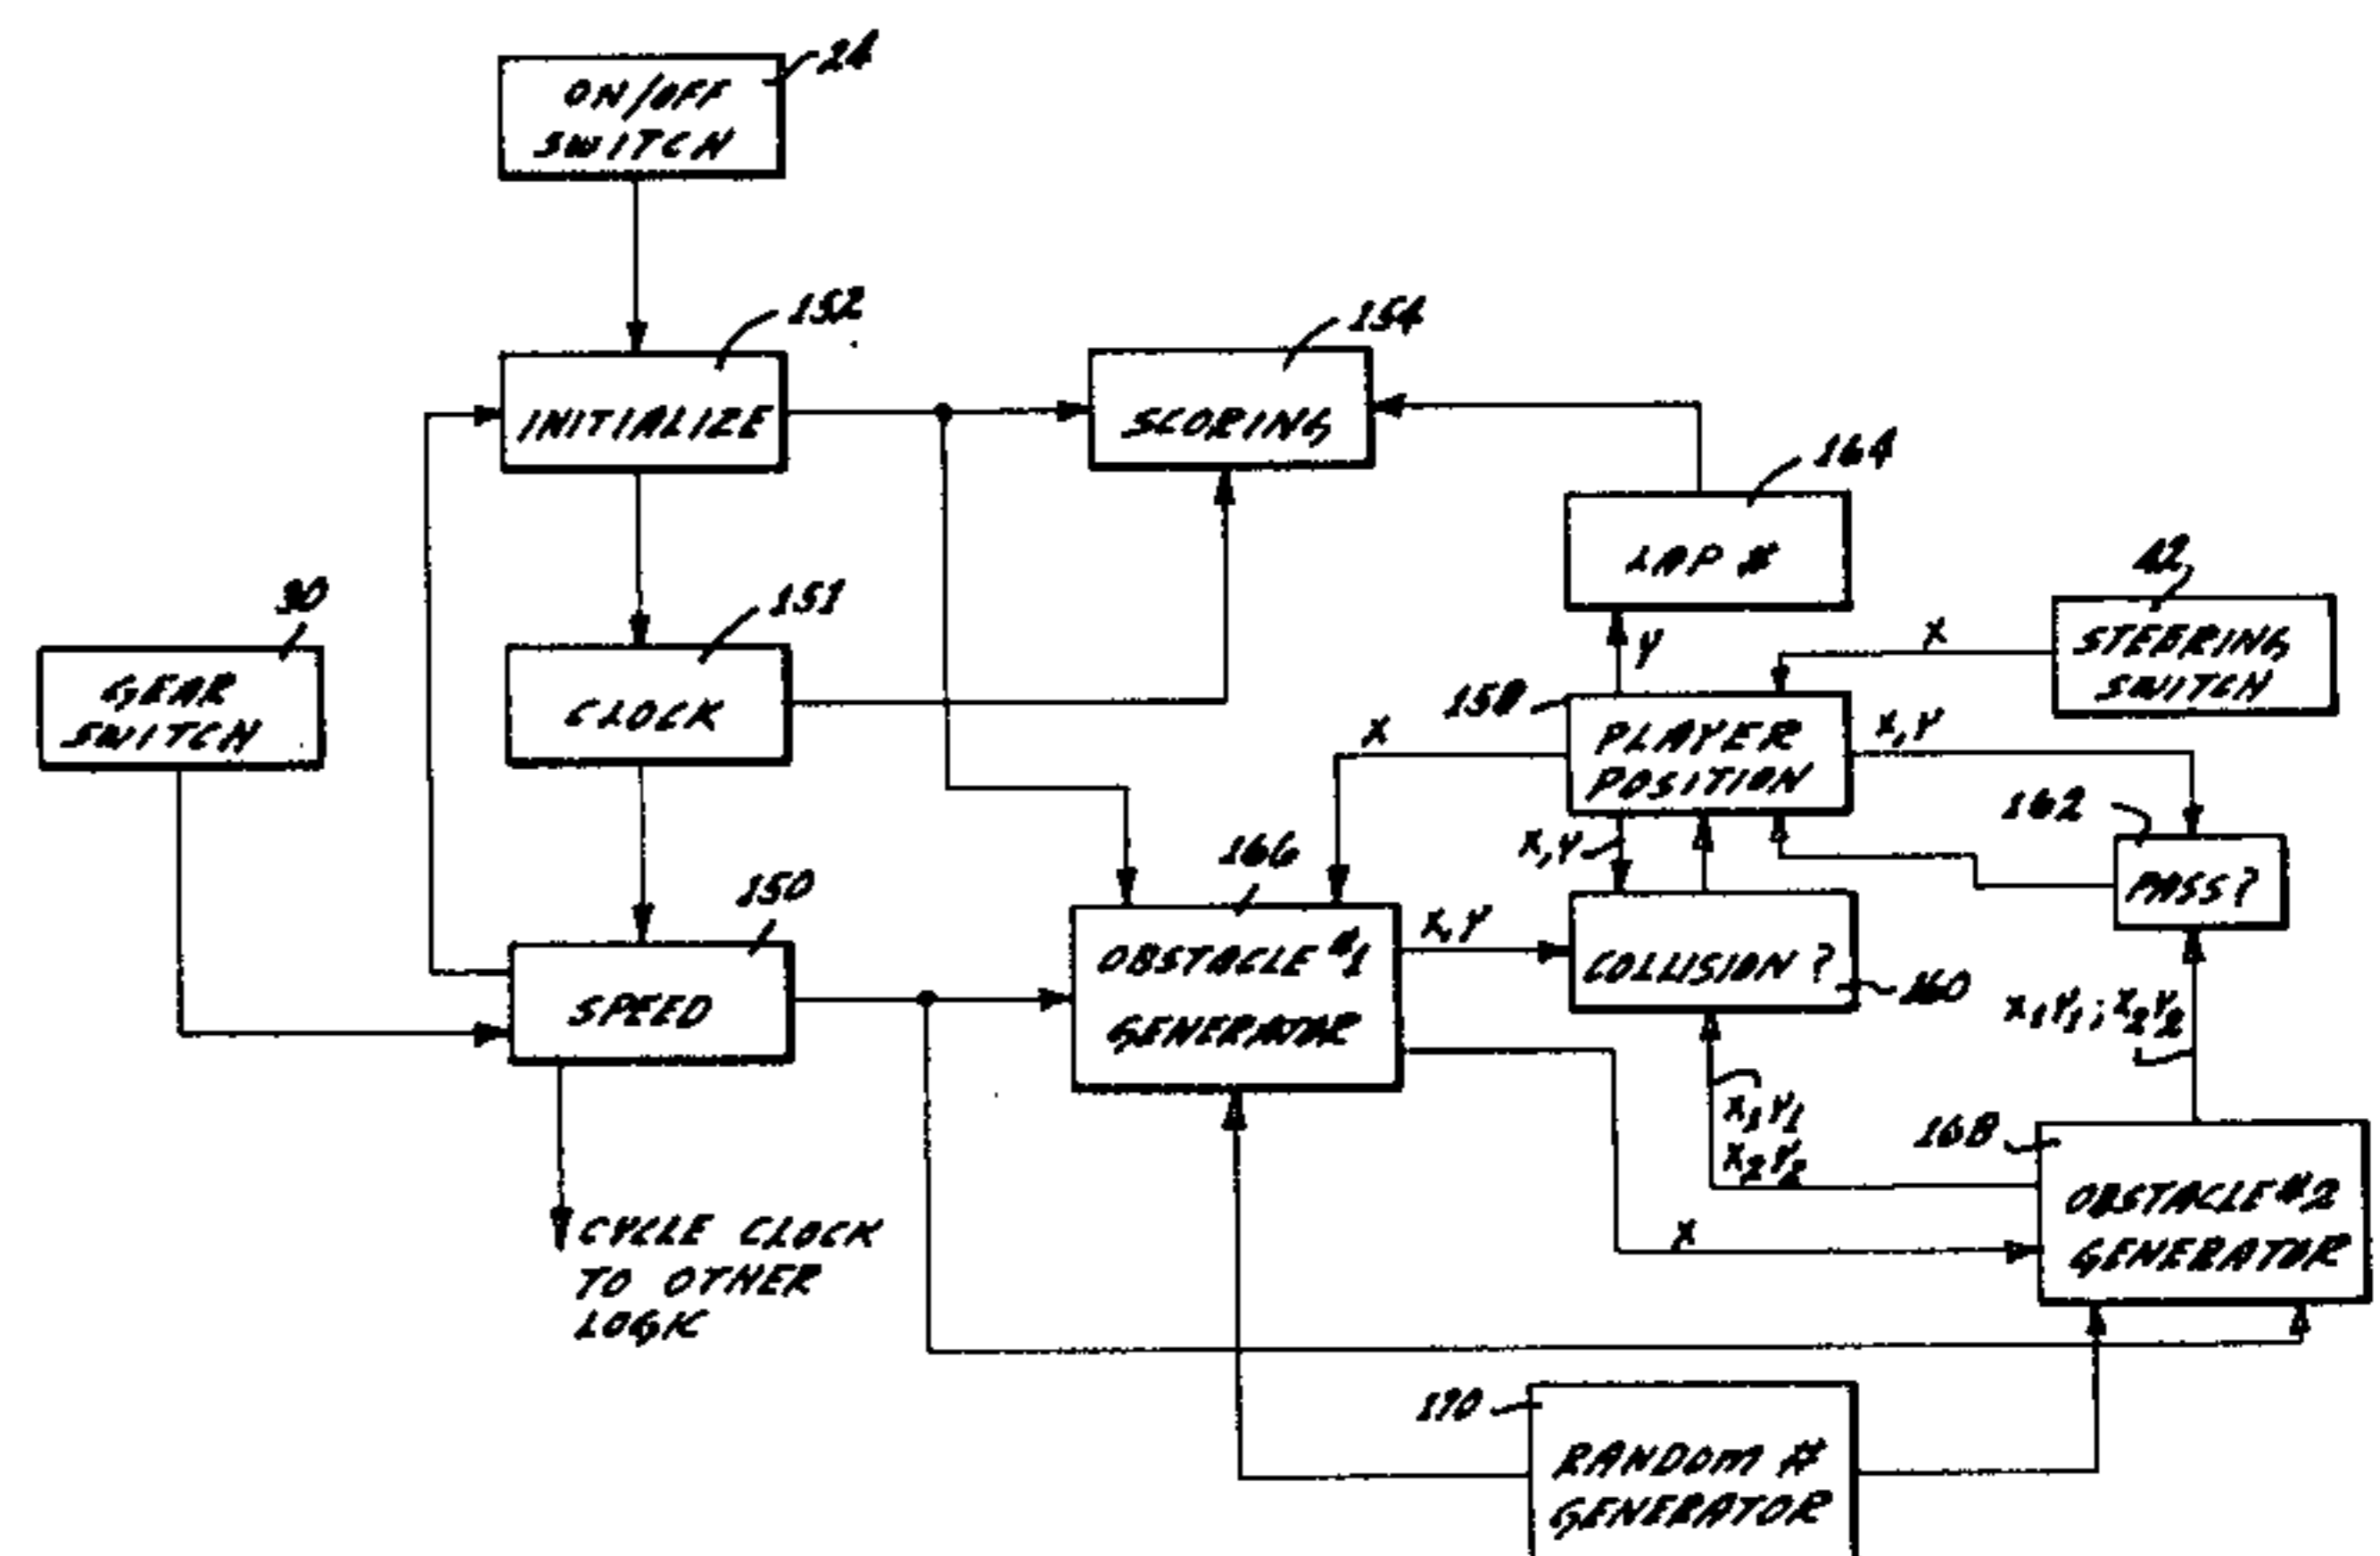 ON/OFF
SWITCH
152
INITIALIZE
154
SCORING
164
LAP #
42
STEERING
SWITCH
X
Y
30
GEAR
SWITCH
151
CLOCK
158
PLAYER
POSITION
X
X,Y
X,Y
162
PASS?
150
SPEED
166
OBSTACLE #1
GENERATOR
X,Y
COLLISION ?
160
X1Y1; X2Y2
X1Y1
X2Y2
168
OBSTACLE #2
GENERATOR
X
CYCLE CLOCK
TO OTHER
LOGIC
170
RANDOM #
GENERATOR